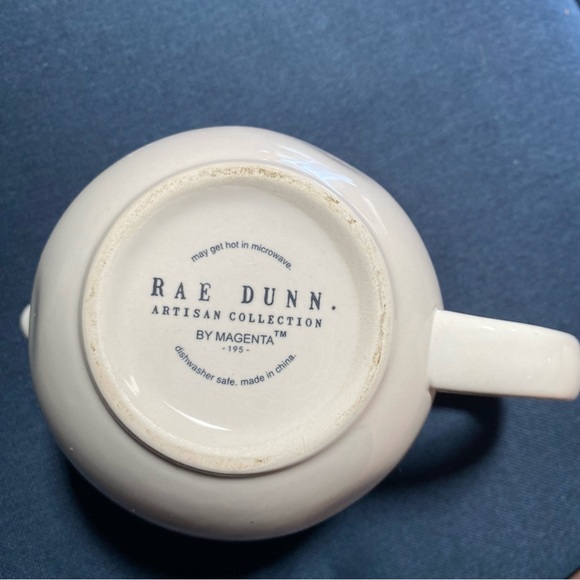 may get hot in microwave.
RAE DUNN.
ARTISAN COLLECTION
BY MAGENTA™
-195-
dishwasher safe. made in china.